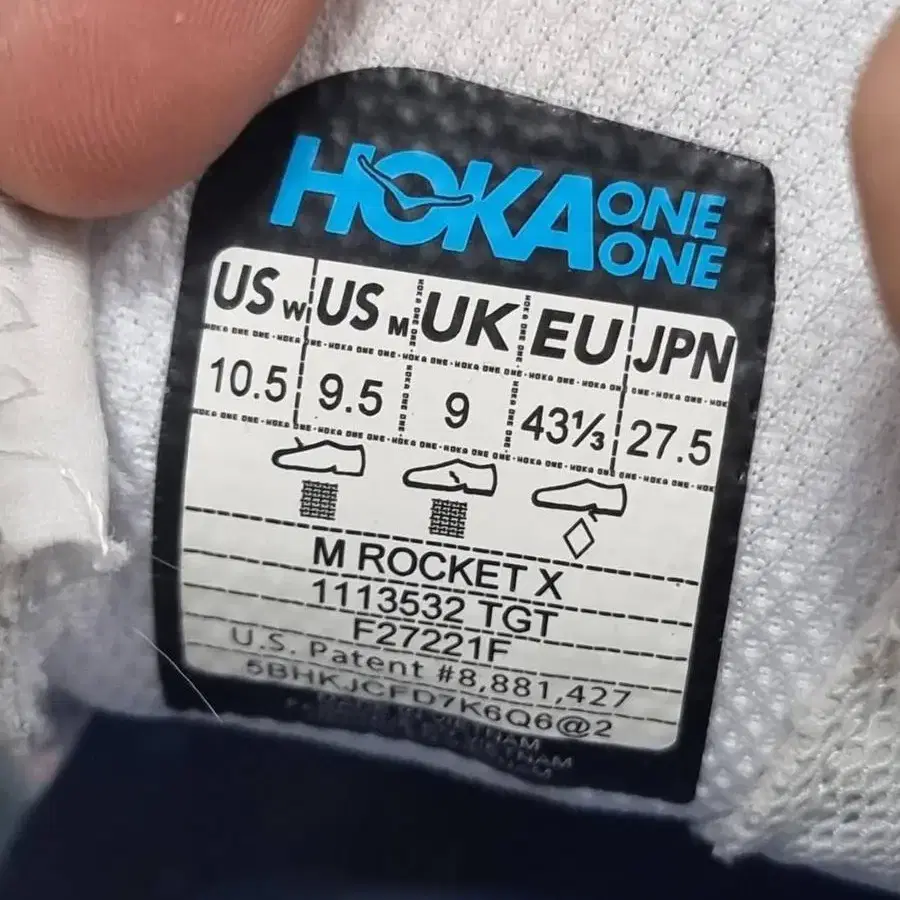 HOKA ONE ONE
US W US M UK EU JPN
10.5 9.5 9 43⅓ 27.5
M ROCKET X
1113532 TGT
F27221F
U.S. Patent #8,881,427
5BHKJCFD7K6Q6@2